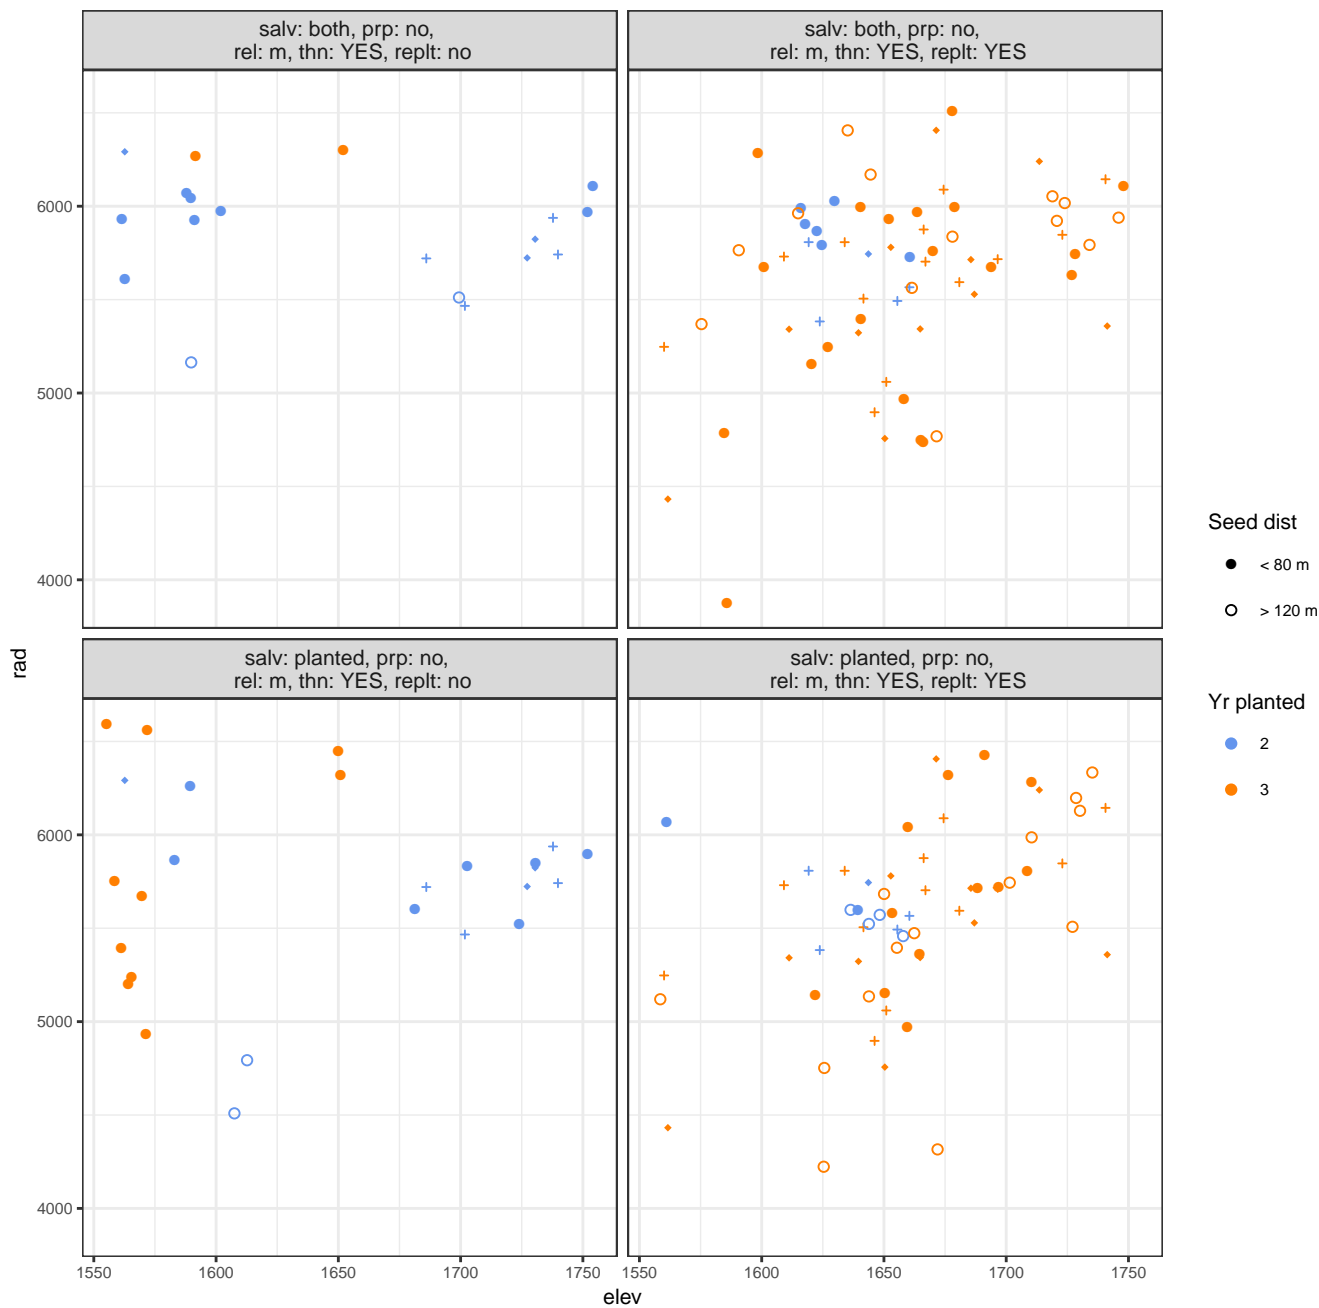 salv: both, prp: no,
rel: m, thn: YES, replt: no
salv: both, prp: no,
rel: m, thn: YES, replt: YES
6000
5000
4000
salv: planted, prp: no,
rel: m, thn: YES, replt: no
salv: planted, prp: no,
rel: m, thn: YES, replt: YES
6000
5000
4000
1550 1600 1650 1700 1750
1550 1600 1650 1700 1750
elev
rad
Seed dist
< 80 m
> 120 m
Yr planted
2
3